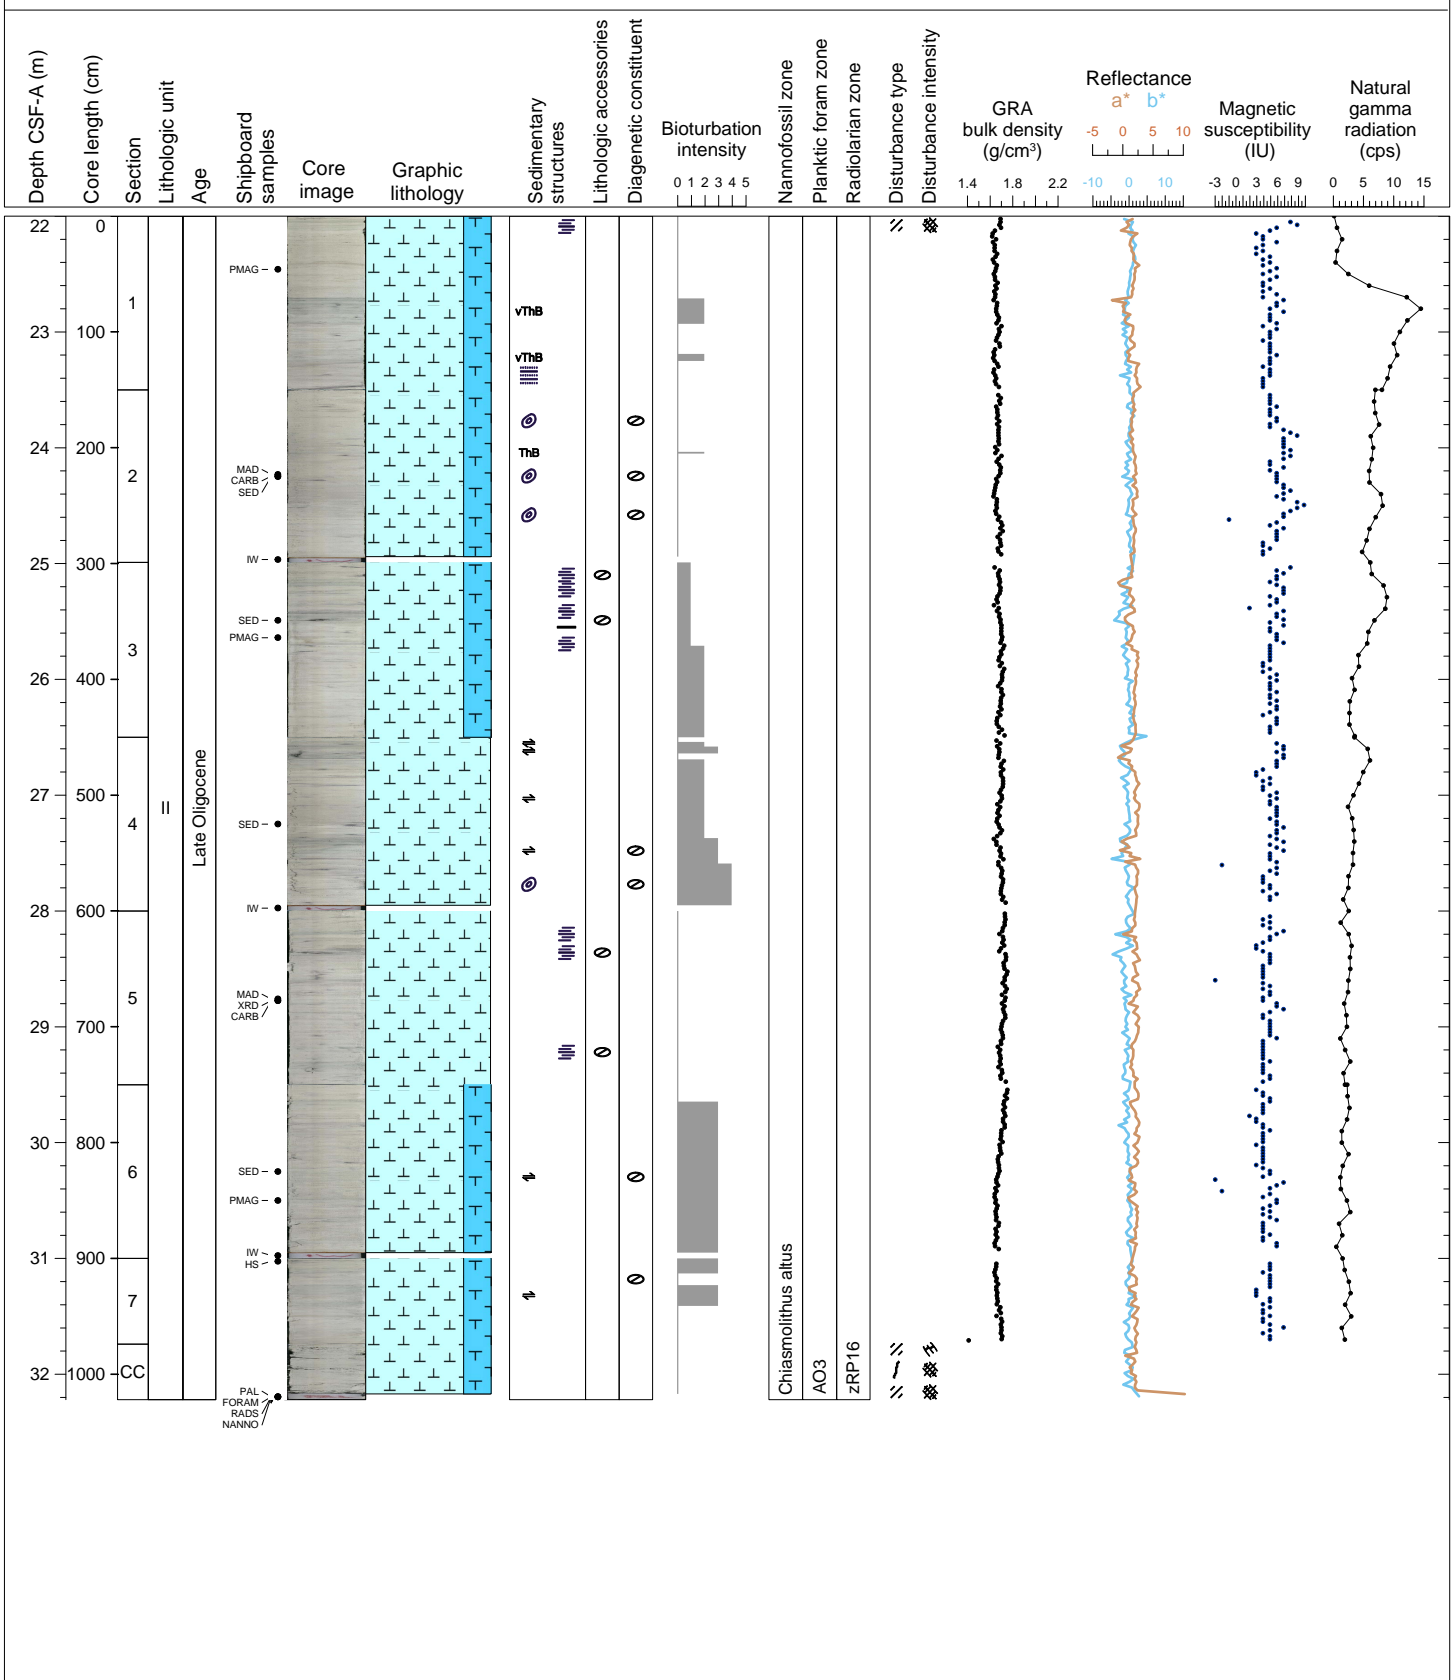 Depth CSF-A (m)
Core length (cm)
Section
Lithologic unit
Age
Shipboard
samples
Core
image
Graphic
lithology
Sedimentary
structures
Lithologic accessories
Diagenetic constituent
Bioturbation
intensity
0 1 2 3 4 5
Nannofossil zone
Planktic foram zone
Radiolarian zone
Disturbance type
Disturbance intensity
GRA
bulk density
(g/cm³)
1.4 1.8 2.2
Reflectance
a* b*
-5 0 5 10
-10 0 10
Magnetic
susceptibility
(IU)
-3 0 3 6 9
Natural
gamma
radiation
(cps)
0 5 10 15
22
23
24
25
26
27
28
29
30
31
32
0
100
200
300
400
500
600
700
800
900
1000
1
2
3
4
5
6
7
CC
II
Late Oligocene
PMAG
MAD
CARB
SED
IW
SED
PMAG
SED
IW
MAD
XRD
CARB
SED
PMAG
IW
HS
PAL
FORAM
RADS
NANNO
vThB
vThB
ThB
Chiasmolithus altus
AO3
zRP16